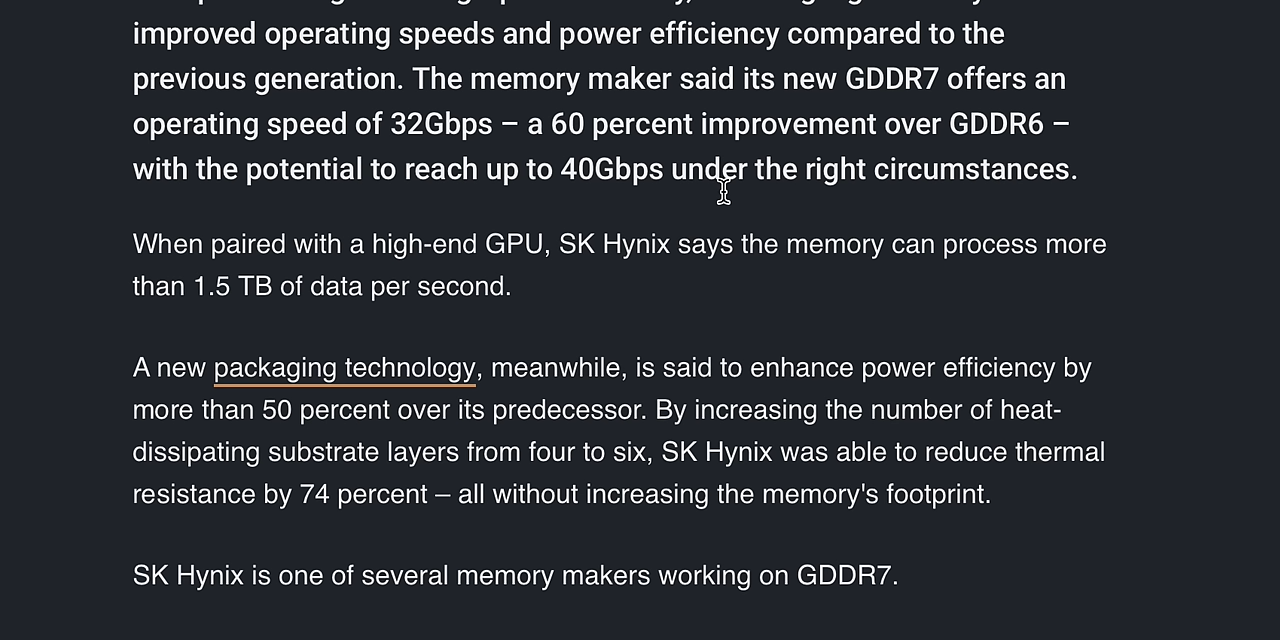 improved operating speeds and power efficiency compared to the
previous generation. The memory maker said its new GDDR7 offers an
operating speed of 32Gbps – a 60 percent improvement over GDDR6 –
with the potential to reach up to 40Gbps under the right circumstances.
When paired with a high-end GPU, SK Hynix says the memory can process more
than 1.5 TB of data per second.
A new packaging technology, meanwhile, is said to enhance power efficiency by
more than 50 percent over its predecessor. By increasing the number of heat-
dissipating substrate layers from four to six, SK Hynix was able to reduce thermal
resistance by 74 percent – all without increasing the memory's footprint.
SK Hynix is one of several memory makers working on GDDR7.